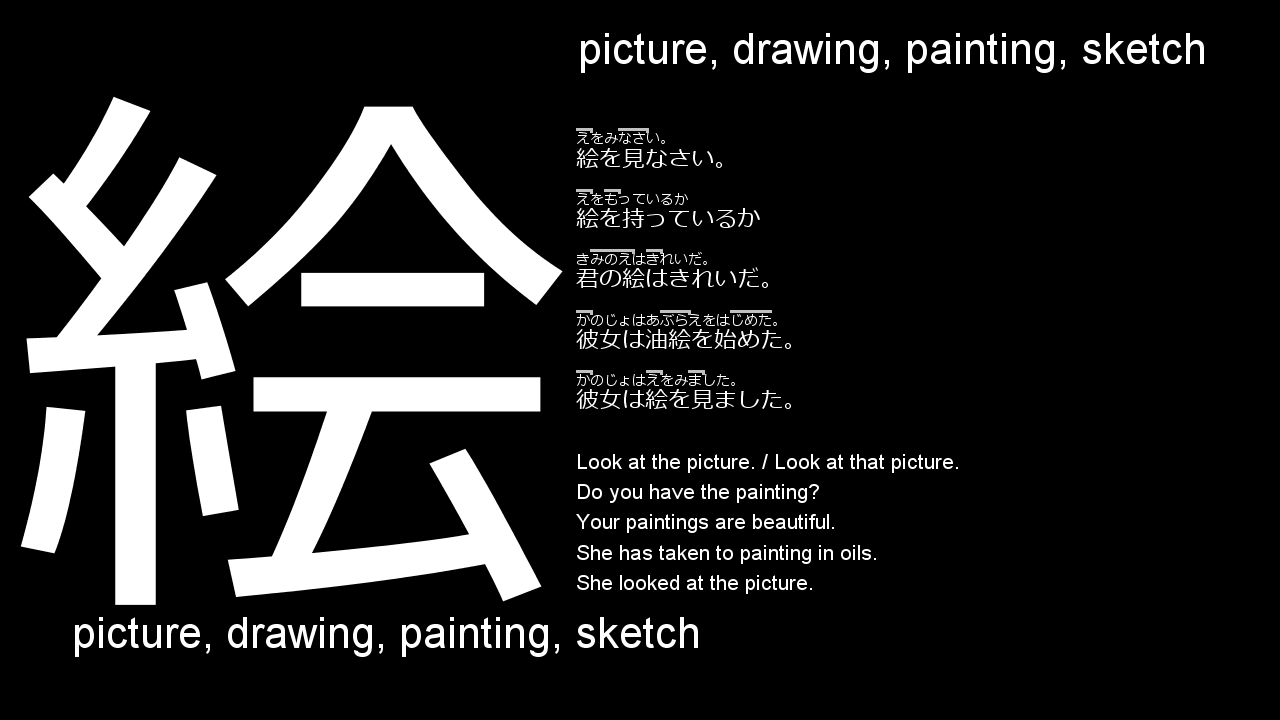 picture, drawing, painting, sketch
絵
えをみなさい。
絵を見なさい。
えをもっているか
絵を持っているか
きみのえはきれいだ。
君の絵はきれいだ。
かのじょはあぶらえをはじめた。
彼女は油絵を始めた。
かのじょはえをみました。
彼女は絵を見ました。
Look at the picture. / Look at that picture.
Do you have the painting?
Your paintings are beautiful.
She has taken to painting in oils.
She looked at the picture.
picture, drawing, painting, sketch